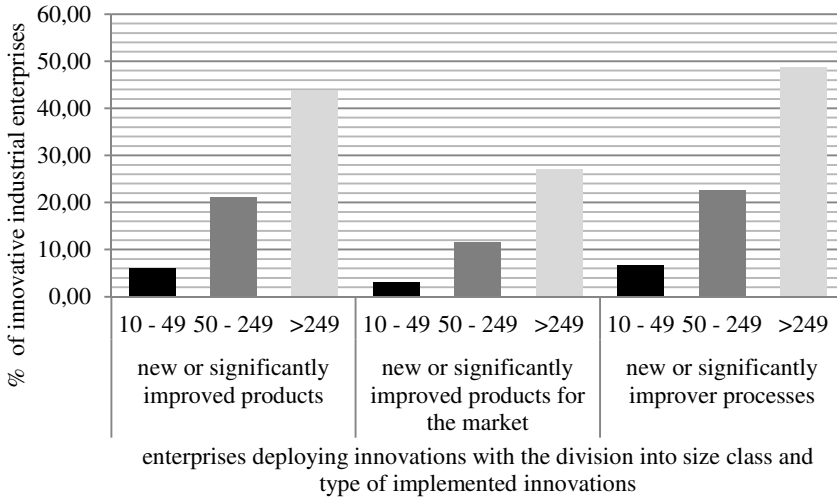 % of innovative industrial enterprises
60,00
50,00
40,00
30,00
20,00
10,00
0,00
10 - 49 50 - 249 >249 10 - 49 50 - 249 >249 10 - 49 50 - 249 >249
new or significantly
improved products
new or significantly
improved products for
the market
new or significantly
improver processes
enterprises deploying innovations with the division into size class and
type of implemented innovations